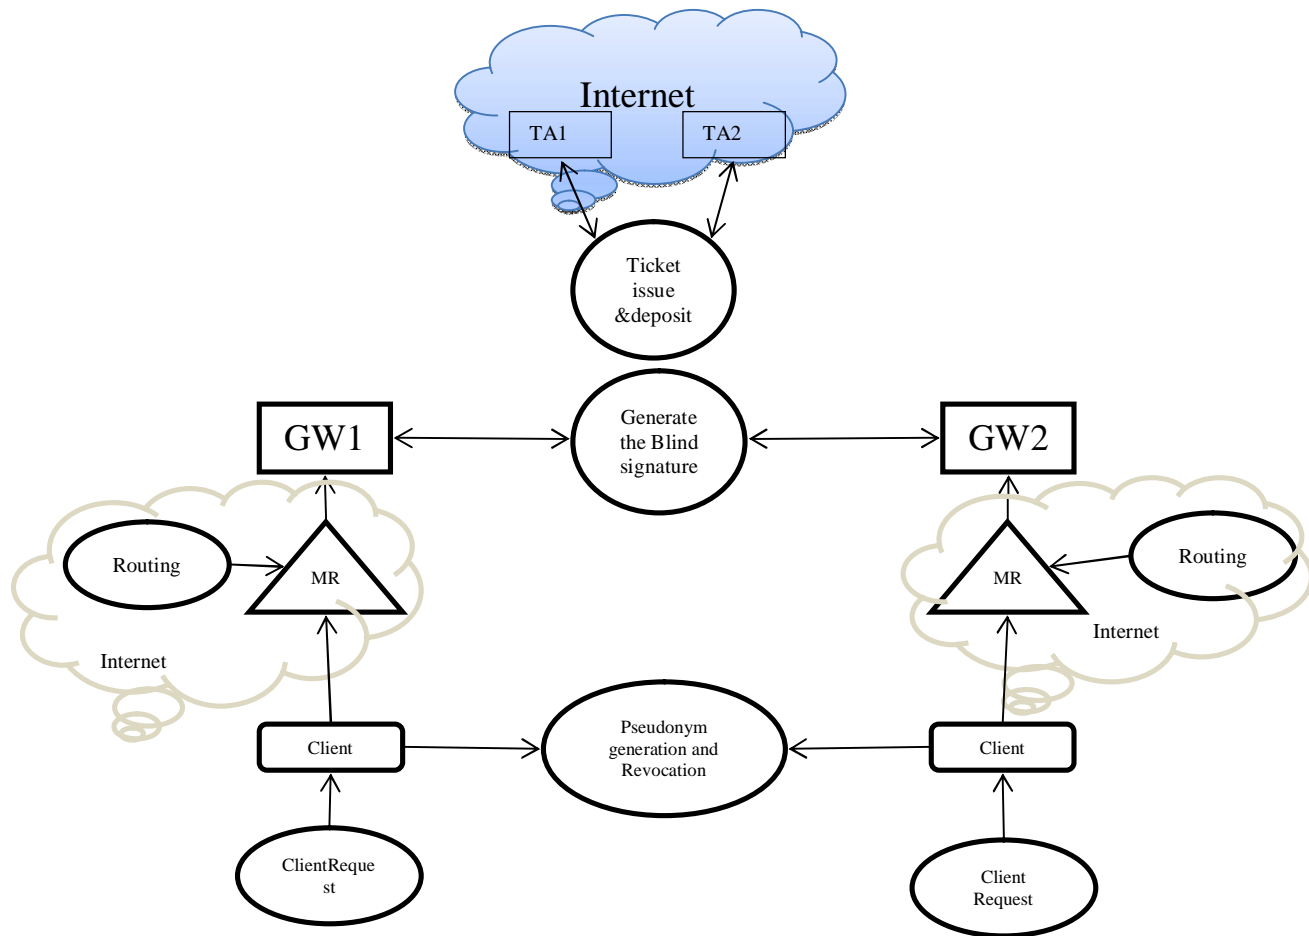 Internet
TA1
TA2
Ticket
issue
&deposit
Generate
the Blind
signature
GW1
GW2
Routing
MR
Internet
MR
Routing
Internet
Client
Pseudonym
generation and
Revocation
Client
ClientReque
st
Client
Request